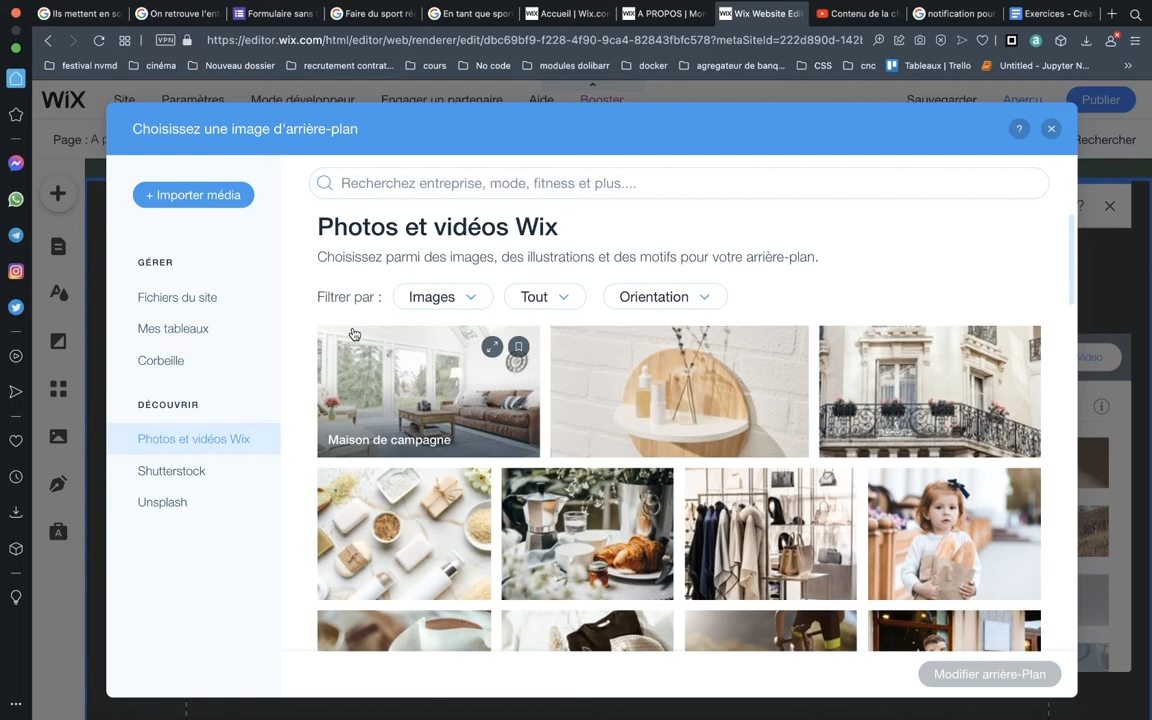 Ils mettent en sc
On retrouve l'ent
Formulaire sans
Faire du sport ré
En tant que spor
WIX Accueil | Wix.co
WIX A PROPOS | Mo
WIX Wix Website Edi
Contenu de la c
notification pour
Exercices - Créa
VPN
https://editor.wix.com/html/editor/web/renderer/edit/dbc69bf9-f228-4f90-9ca4-82843fbfc578?metaSiteId=222d890d-142
festival nvmd
cinéma
Nouveau dossier
recrutement contrat...
cours
No code
modules dolibarr
docker
agregateur de banq...
CSS
cnc
Tableaux | Trello
Untitled - Jupyter N...
WiX
Site
Paramètres
Mode développeur
Engager un partenaire
Aide
Booster
Sauvegarder
Aperçu
Publier
Page : A p
Rechercher
Choisissez une image d'arrière-plan
?
+ Importer média
GÉRER
Fichiers du site
Mes tableaux
Corbeille
DÉCOUVRIR
Photos et vidéos Wix
Shutterstock
Unsplash
Recherchez entreprise, mode, fitness et plus....
Photos et vidéos Wix
Choisissez parmi des images, des illustrations et des motifs pour votre arrière-plan.
Filtrer par :
Images
Tout
Orientation
Maison de campagne
Modifier arrière-Plan
?
Video